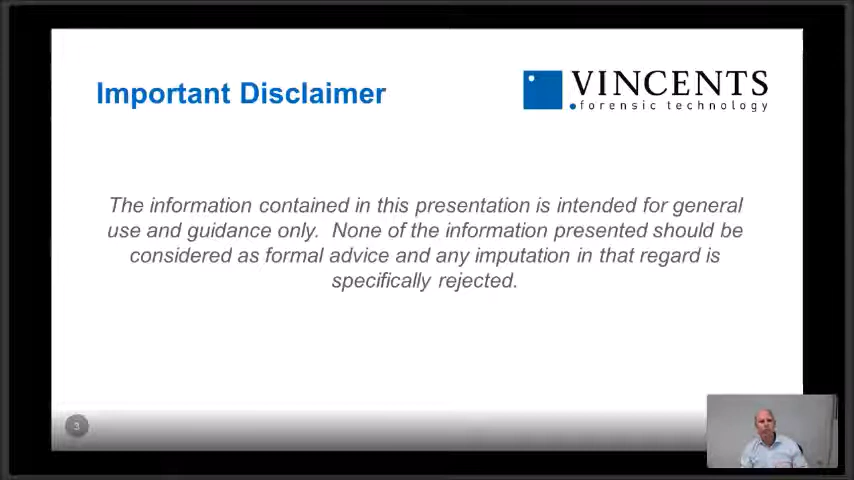 Important Disclaimer
VINCENTS
forensic technology
The information contained in this presentation is intended for general
use and guidance only.  None of the information presented should be
considered as formal advice and any imputation in that regard is
specifically rejected.
3